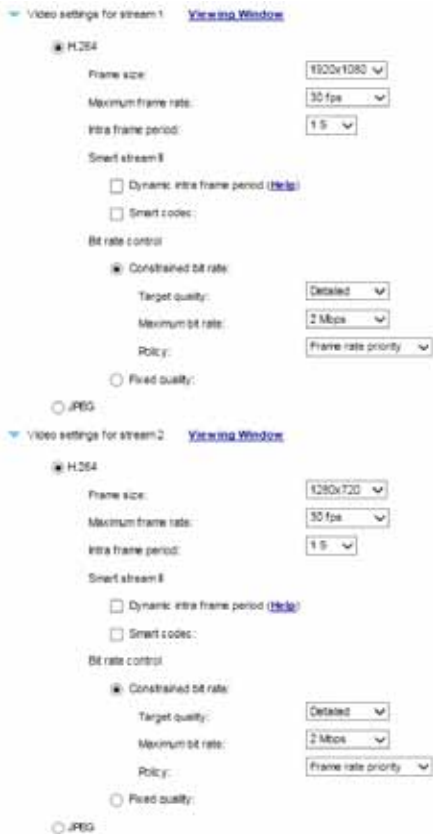 Video settings for stream 1 Viewing Window
H.264
Frame size: 1920x1080
Maximum frame rate: 30 fps
Intra frame period: 1 S
Smart stream II
Dynamic intra frame period (Help)
Smart codec:
Bit rate control
Constrained bit rate:
Target quality: Detailed
Maximum bit rate: 2 Mbps
Policy: Frame rate priority
Fixed quality:
JPEG
Video settings for stream 2 Viewing Window
H.264
Frame size: 1280x720
Maximum frame rate: 30 fps
Intra frame period: 1 S
Smart stream II
Dynamic intra frame period (Help)
Smart codec:
Bit rate control
Constrained bit rate:
Target quality: Detailed
Maximum bit rate: 2 Mbps
Policy: Frame rate priority
Fixed quality:
JPEG